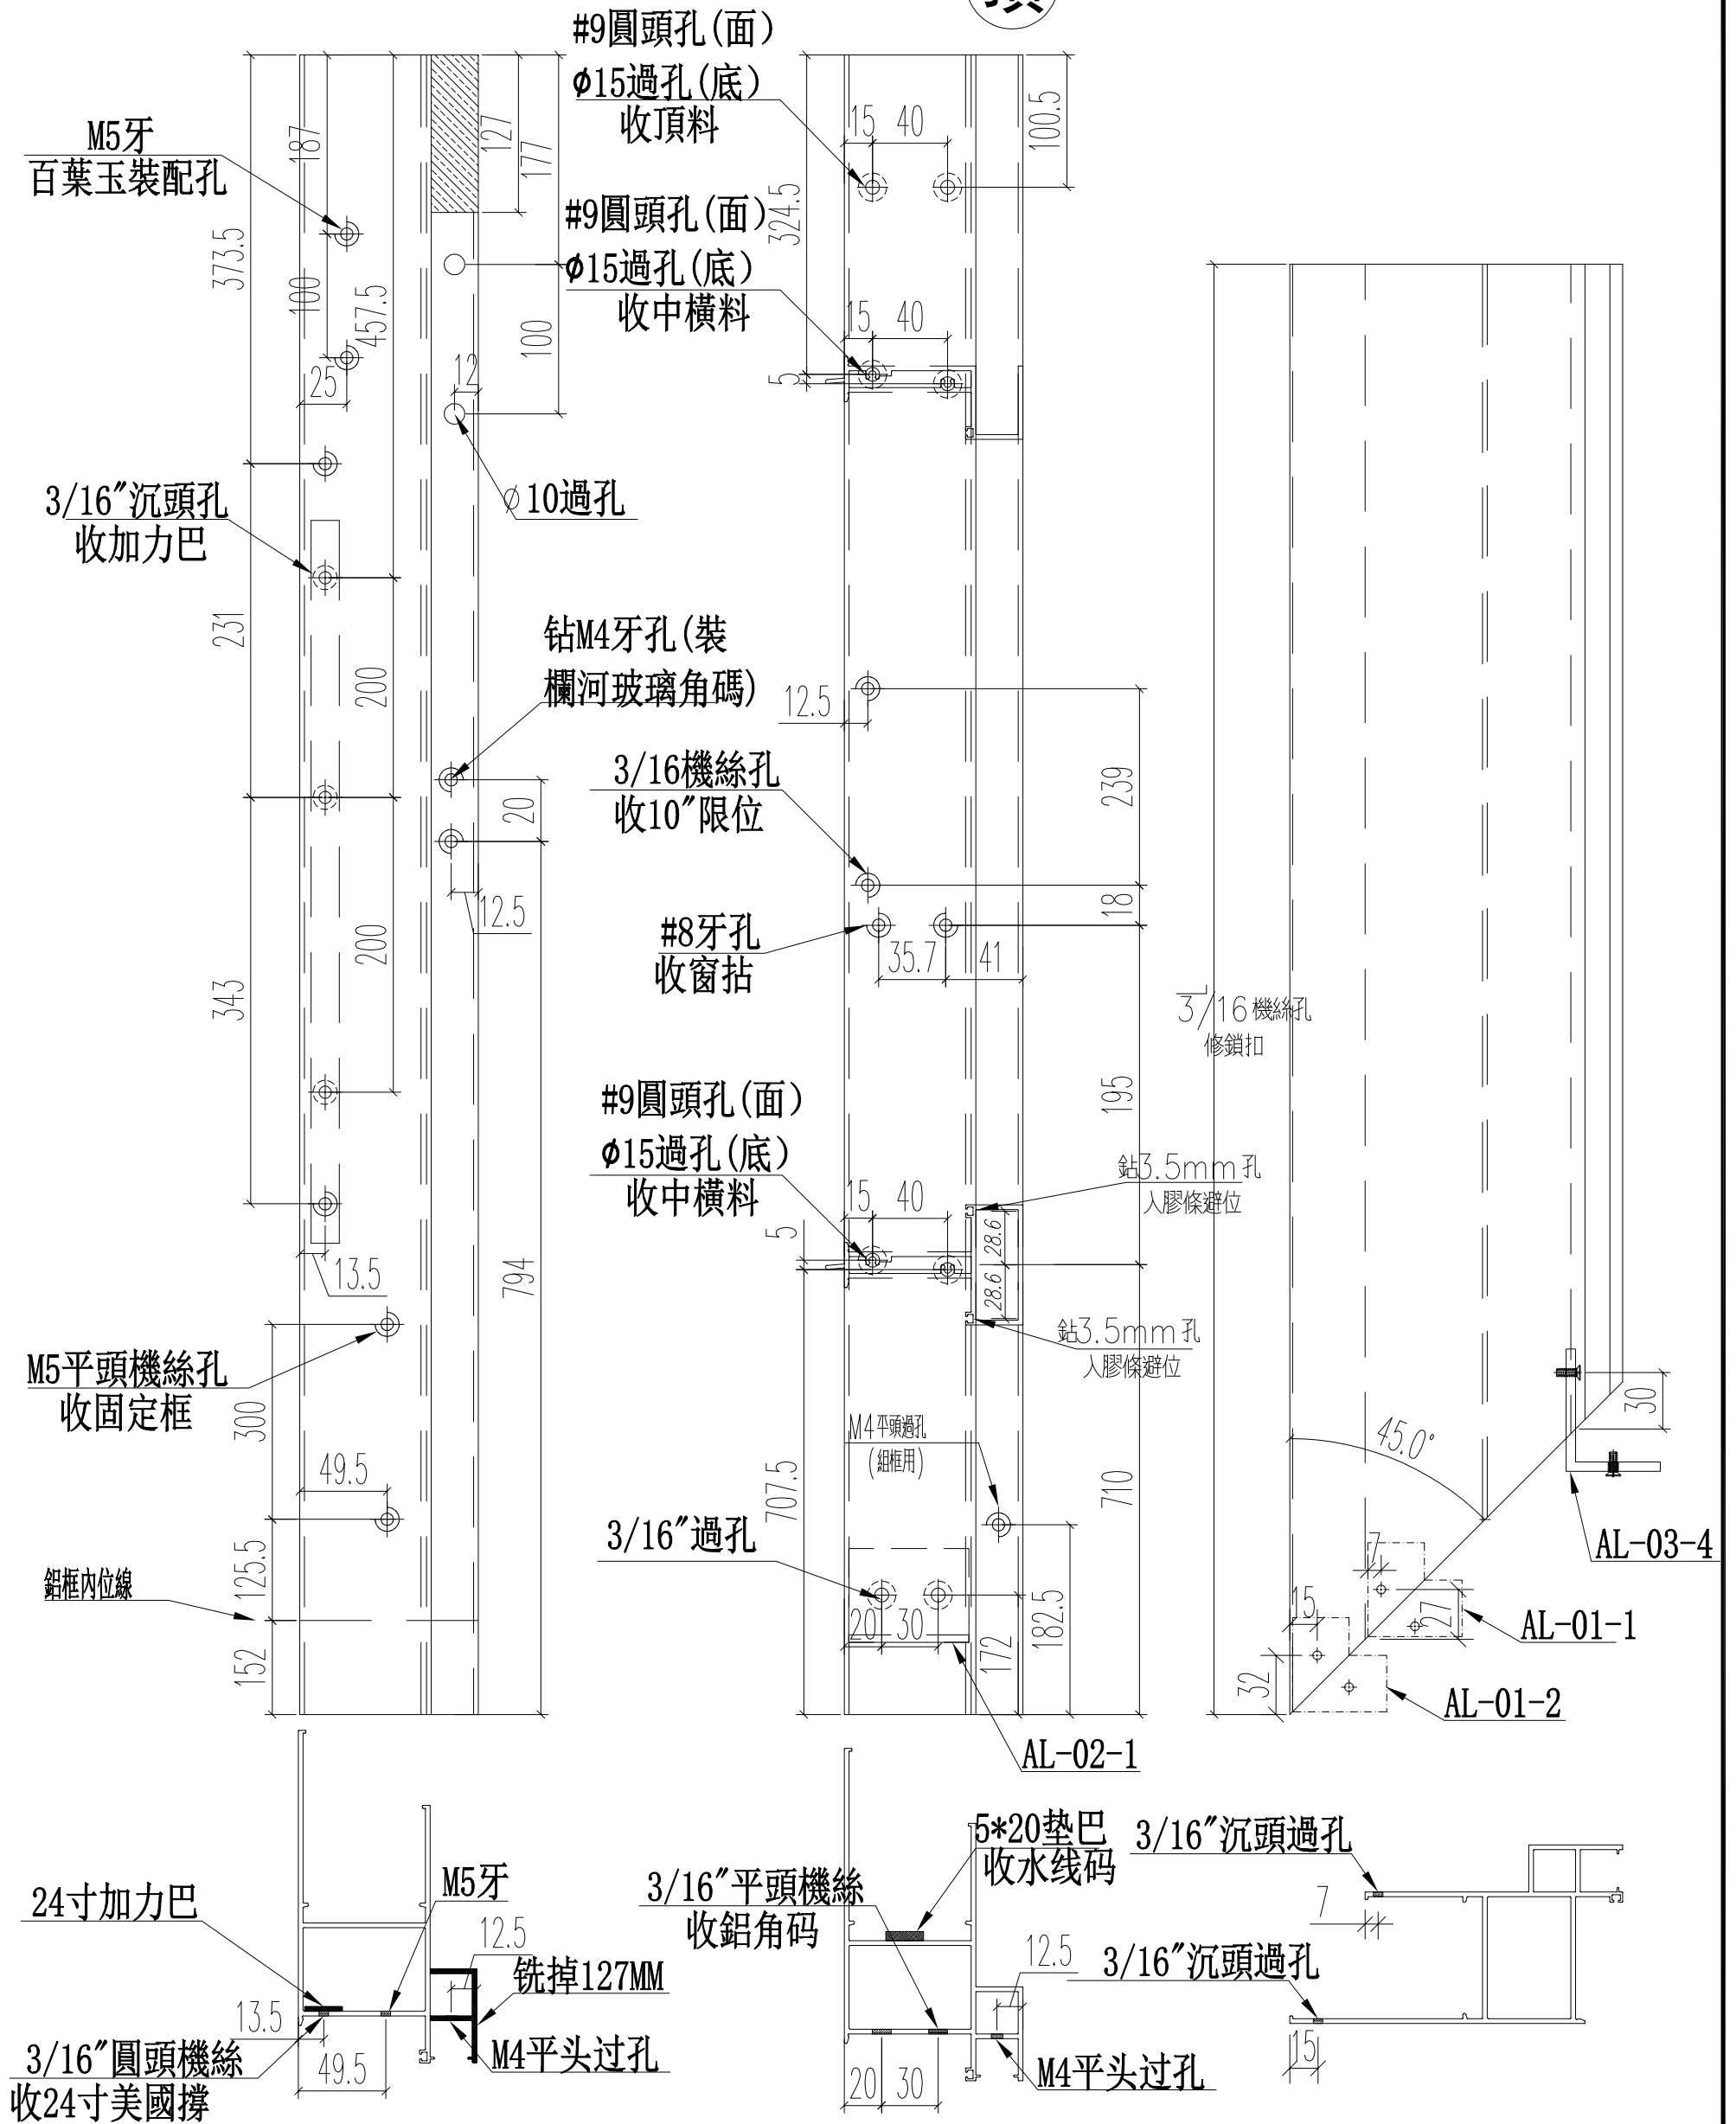 #9圓頭孔(面)
ϕ15過孔(底)
收頂料
M5牙
百葉玉裝配孔
187
373.5
100
457.5
25
127
177
100
12
15
40
100.5
324.5
#9圓頭孔(面)
ϕ15過孔(底)
收中橫料
15
40
5
3/16"沉頭孔
收加力巴
∅10過孔
231
200
343
200
钻M4牙孔(裝
欄河玻璃角碼)
20
12.5
12.5
3/16機絲孔
收10"限位
239
18
#8牙孔
收窗拈
35.7
41
3/16機絲孔
修鎖扣
195
#9圓頭孔(面)
ϕ15過孔(底)
收中橫料
15
40
5
鉆3.5mm孔
入膠條避位
28.6
28.6
鉆3.5mm孔
入膠條避位
13.5
794
M5平頭機絲孔
收固定框
300
49.5
125.5
鋁框內位線
152
M4平頭過孔
(組框用)
707.5
710
3/16"過孔
20
30
172
182.5
AL-02-1
45.0°
30
AL-03-4
7
27
AL-01-1
15
32
AL-01-2
24寸加力巴
M5牙
12.5
铣掉127MM
13.5
3/16"圓頭機絲
收24寸美國撐
49.5
M4平头过孔
5*20垫巴
收水线码
3/16"平頭機絲
收鋁角码
12.5
20
30
M4平头过孔
3/16"沉頭過孔
7
3/16"沉頭過孔
15